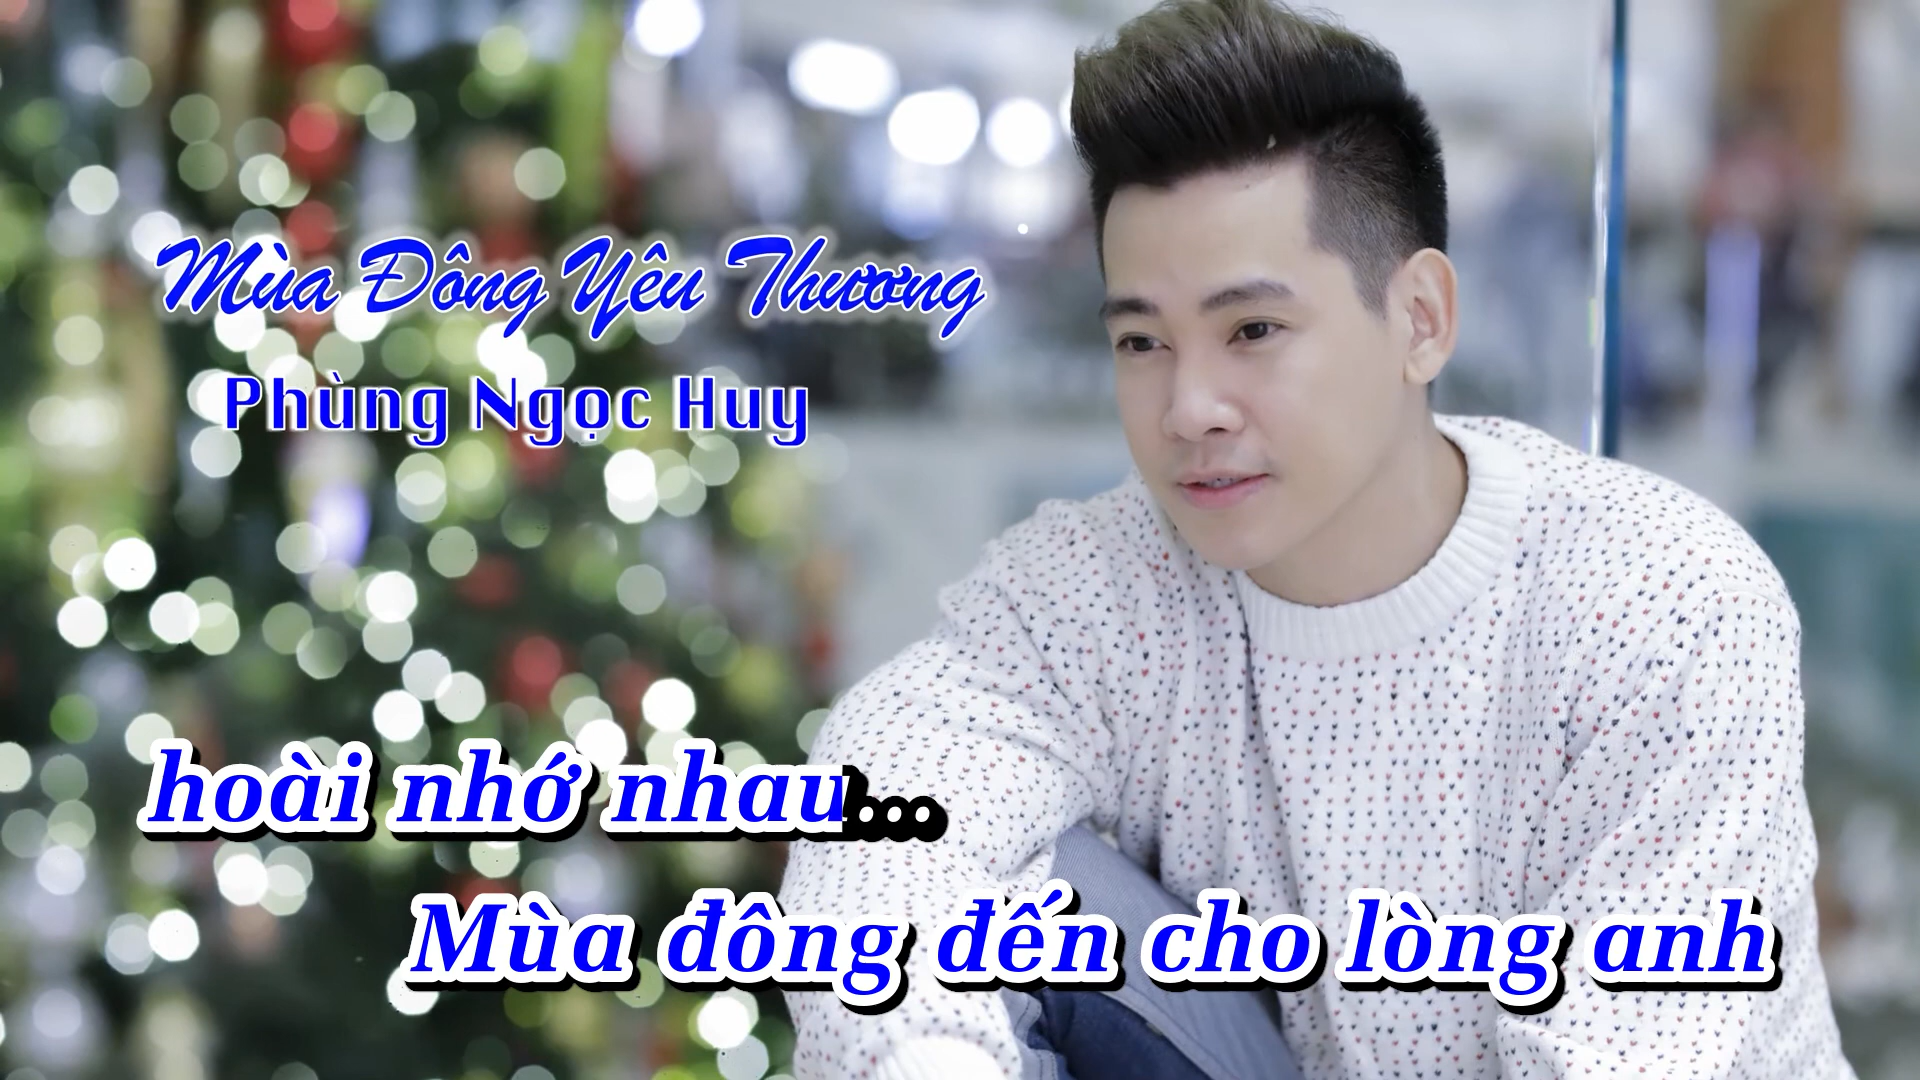 Mùa Đông Yêu Thương
Phùng Ngọc Huy
hoài nhớ nhau...
Mùa đông đến cho lòng anh